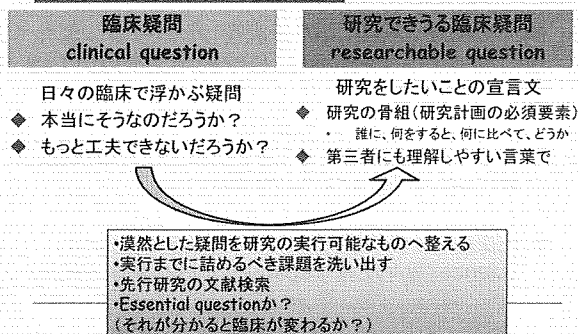 臨床疑問
clinical question
日々の臨床で浮かぶ疑問
◆ 本当にそうなのだろうか？
◆ もっと工夫できないだろうか？
研究できうる臨床疑問
researchable question
研究をしたいことの宣言文
◆ 研究の骨組(研究計画の必須要素)
・ 誰に、何をすると、何に比べて、どうか
◆ 第三者にも理解しやすい言葉で
・漠然とした疑問を研究の実行可能なものへ整える
・実行までに詰めるべき課題を洗い出す
・先行研究の文献検索
・Essential questionか？
(それが分かると臨床が変わるか？)